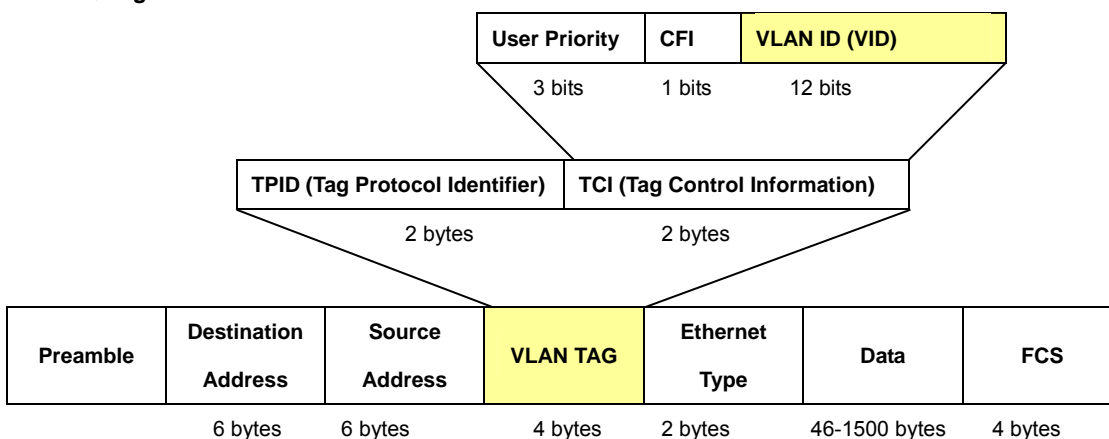 User Priority CFI VLAN ID (VID)
3 bits 1 bits 12 bits
TPID (Tag Protocol Identifier) TCI (Tag Control Information)
2 bytes 2 bytes
Preamble Destination Address Source Address VLAN TAG Ethernet Type Data FCS
6 bytes 6 bytes 4 bytes 2 bytes 46-1500 bytes 4 bytes